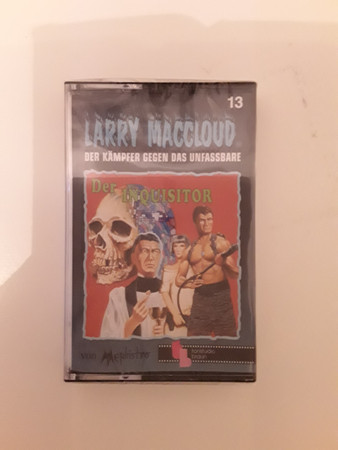 13
LARRY MACCLOUD
DER KÄMPFER GEGEN DAS UNFASSBARE
Der INQUISITOR